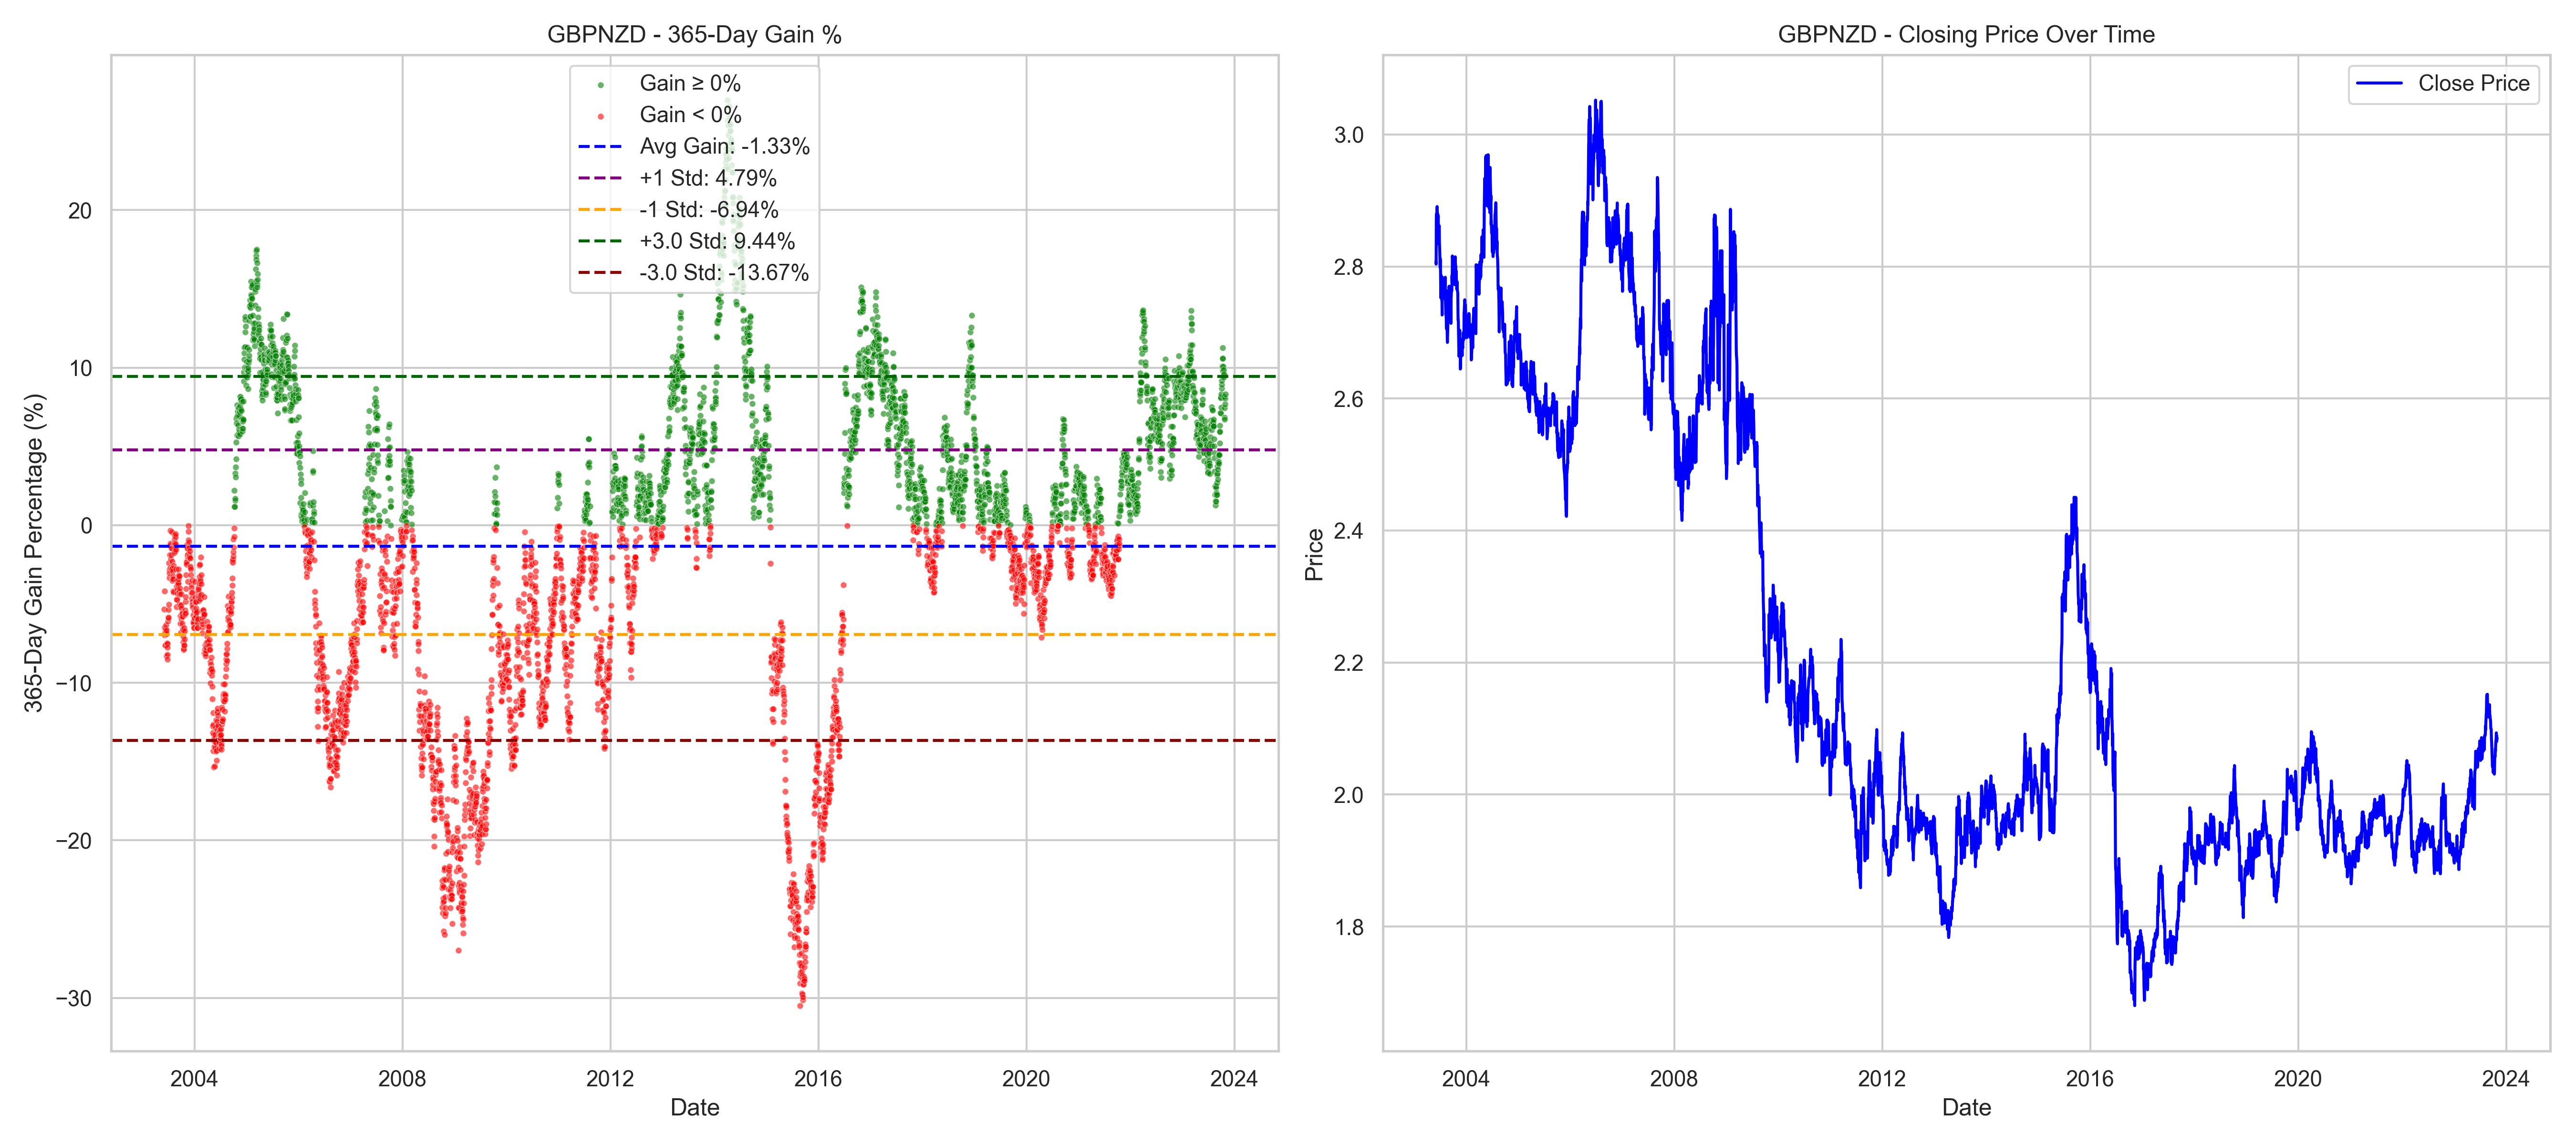 GBPNZD - 365-Day Gain %
Gain ≥ 0%
Gain < 0%
Avg Gain: -1.33%
+1 Std: 4.79%
-1 Std: -6.94%
+3.0 Std: 9.44%
-3.0 Std: -13.67%
20
10
0
−10
−20
−30
365-Day Gain Percentage (%)
2004 2008 2012 2016 2020 2024
Date
GBPNZD - Closing Price Over Time
Close Price
3.0
2.8
2.6
2.4
2.2
2.0
1.8
Price
2004 2008 2012 2016 2020 2024
Date